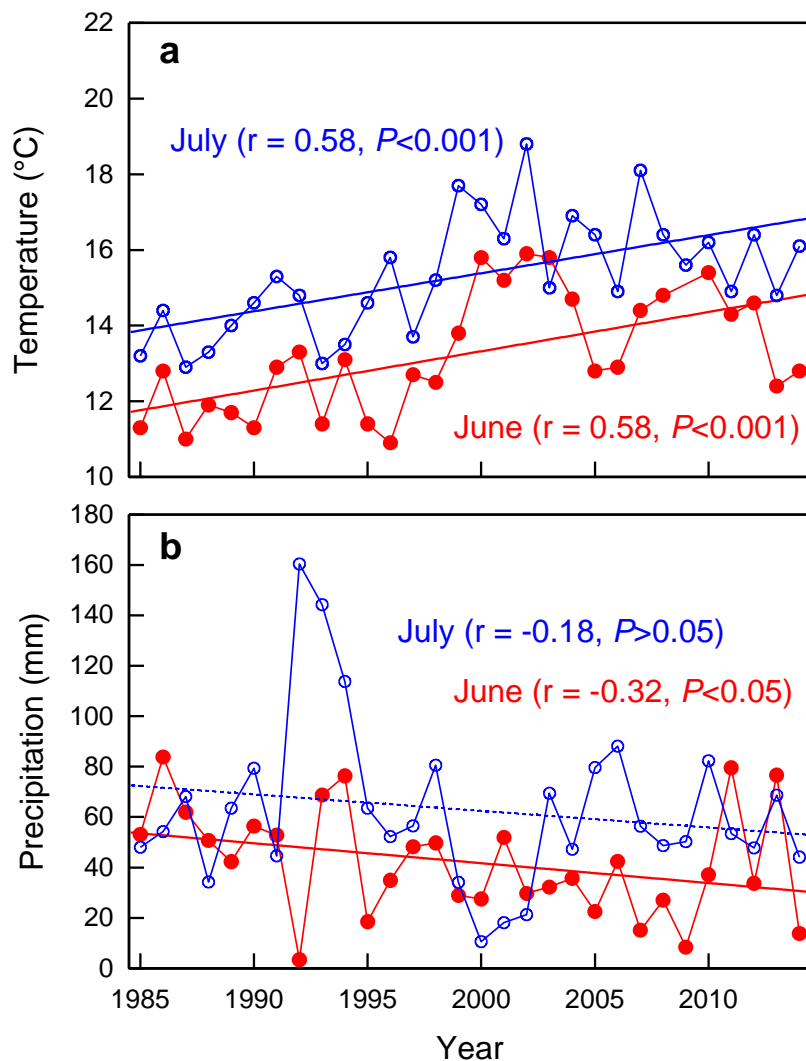 22
a
20
July (r = 0.58, P<0.001)
18
16
14
12
June (r = 0.58, P<0.001)
10
Temperature (°C)
180
b
160
140
July (r = -0.18, P>0.05)
120
June (r = -0.32, P<0.05)
100
80
60
40
20
0
Precipitation (mm)
1985 1990 1995 2000 2005 2010
Year